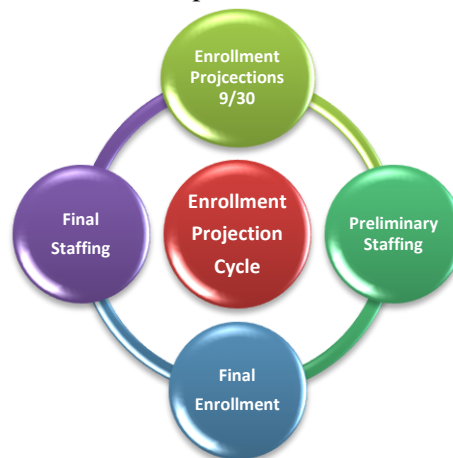 Enrollment
Projcections
9/30
Enrollment
Projection
Cycle
Preliminary
Staffing
Final
Enrollment
Final
Staffing